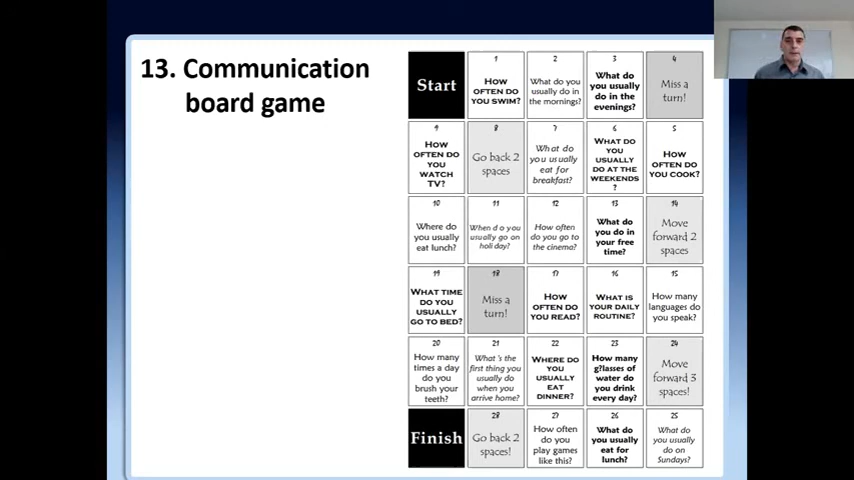 13. Communication
board game
Start
1
HOW
OFTEN DO
YOU SWIM?
2
What do you
usually do in
the mornings?
3
What do
you usually
do in the
evenings?
4
Miss a
turn!
9
HOW
OFTEN DO
YOU
WATCH
TV?
8
Go back 2
spaces
7
What do
you usually
eat for
breakfast?
6
WHAT DO
YOU
USUALLY
DO AT THE
WEEKENDS
?
5
HOW
OFTEN DO
YOU COOK?
10
Where do
you usually
eat lunch?
11
When do you
usually go on
holiday?
12
How often
do you go to
the cinema?
13
What do
you do in
your free
time?
14
Move
forward 2
spaces
19
WHAT TIME
DO YOU
USUALLY
GO TO BED?
18
Miss a
turn!
17
HOW
OFTEN DO
YOU READ?
16
WHAT IS
YOUR DAILY
ROUTINE?
15
How many
languages do
you speak?
20
How many
times a day
do you
brush your
teeth?
21
What's the
first thing you
usually do
when you
arrive home?
22
WHERE DO
YOU
USUALLY
EAT
DINNER?
23
How many
g?lasses of
water do
you drink
every day?
24
Move
forward 3
spaces!
Finish
28
Go back 2
spaces!
27
How often
do you
play games
like this?
26
What do
you usually
eat for
lunch?
25
What do
you usually
do on
Sundays?